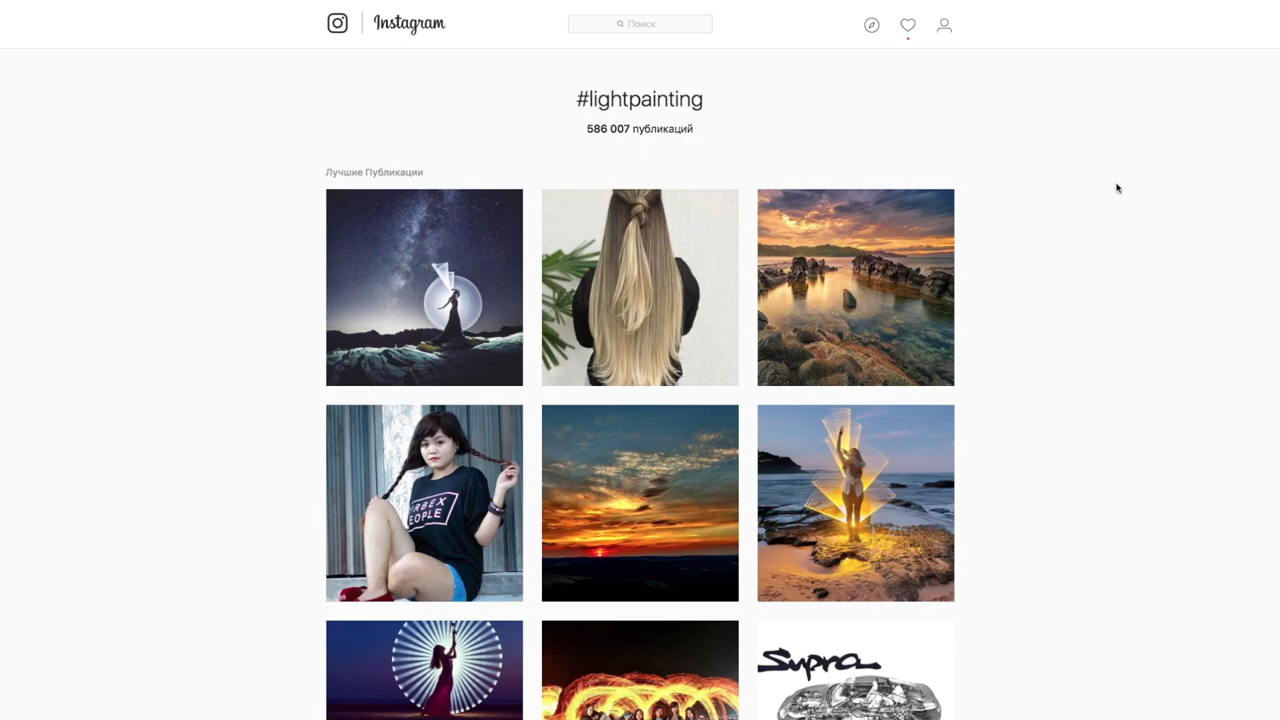 Instagram
Поиск
#lightpainting
586 007 публикаций
Лучшие Публикации
URBEX
PEOPLE
Supra